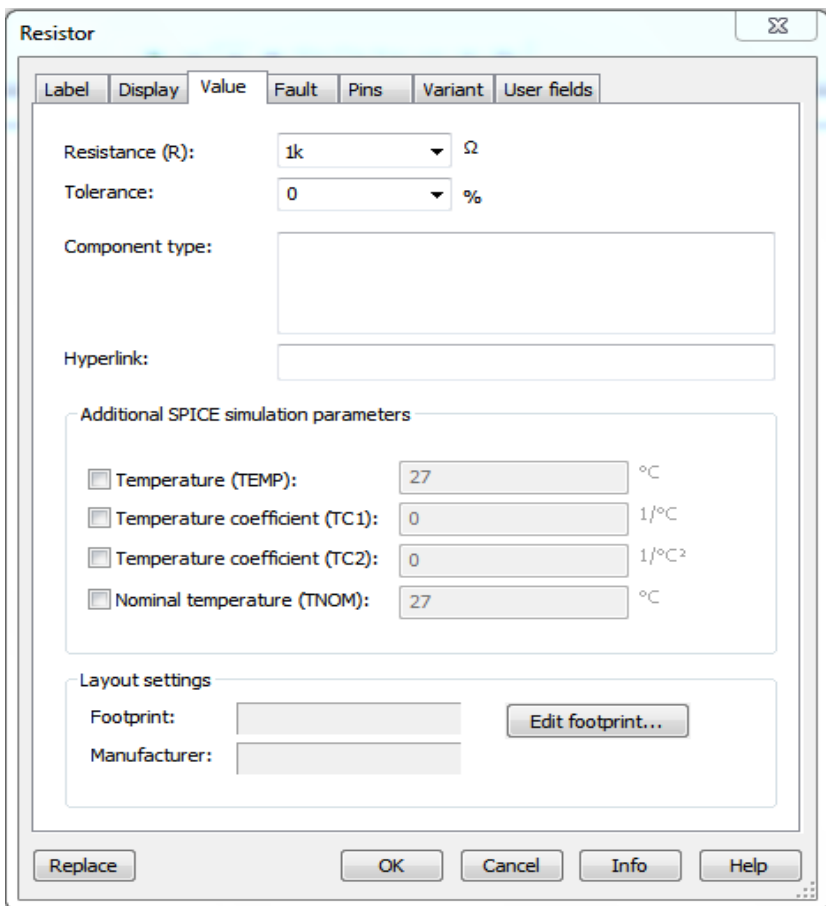 Resistor
Label Display Value Fault Pins Variant User fields
Resistance (R): 1k Ω
Tolerance: 0 %
Component type:
Hyperlink:
Additional SPICE simulation parameters
Temperature (TEMP): 27 °C
Temperature coefficient (TC1): 0 1/°C
Temperature coefficient (TC2): 0 1/°C²
Nominal temperature (TNOM): 27 °C
Layout settings
Footprint: Edit footprint...
Manufacturer:
Replace OK Cancel Info Help